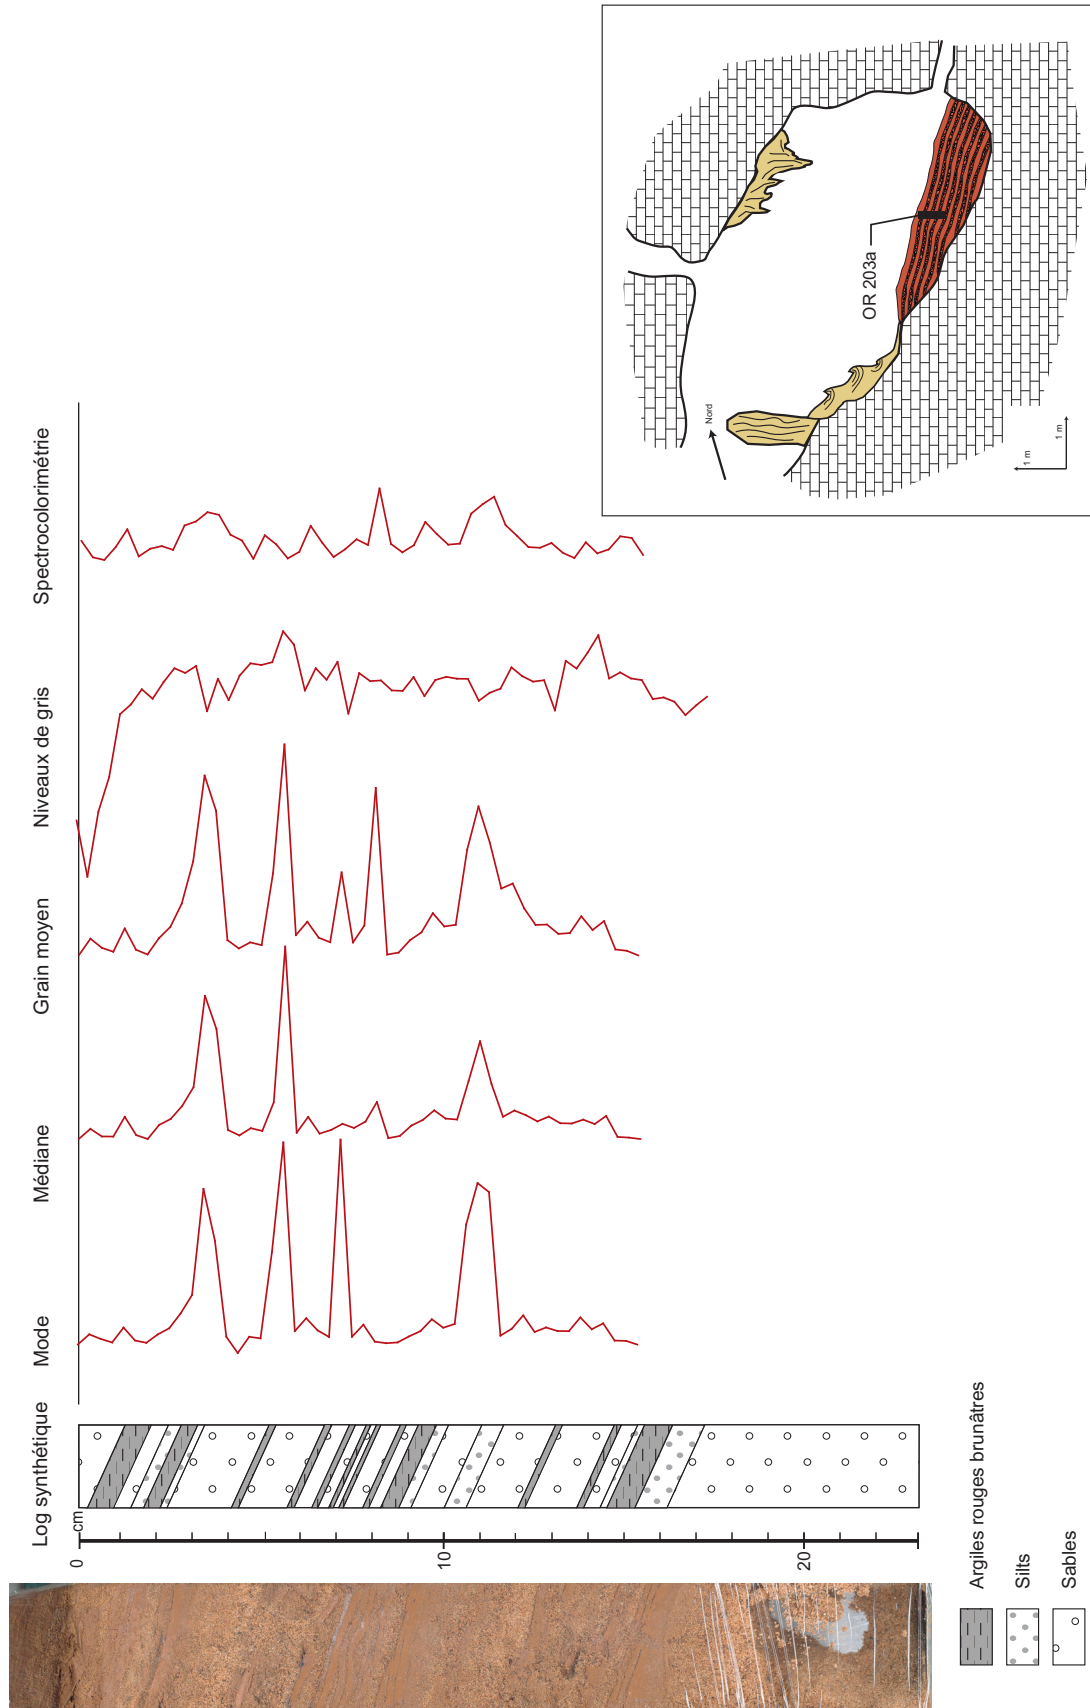 Log synthétique
Mode
Médiane
Grain moyen
Niveaux de gris
Spectrocolorimétrie
0
cm
10
20
Argiles rouges brunâtres
Silts
Sables
OR 203a
Nord
1 m
1 m